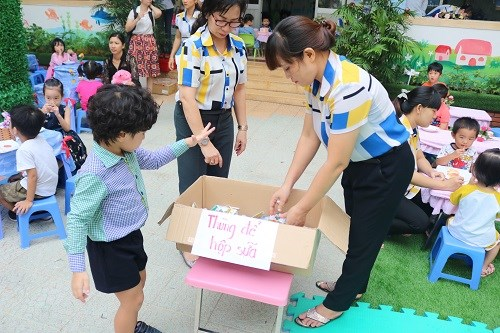 Thùng để
hộp sữa